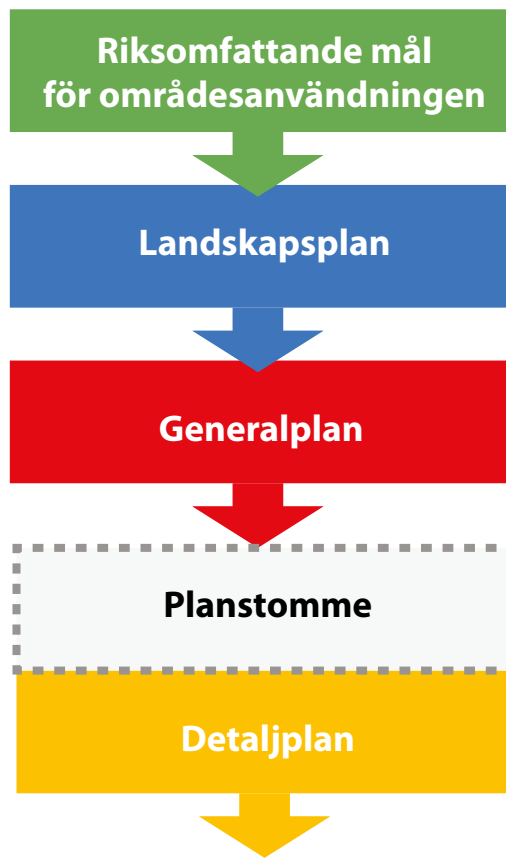 Riksomfattande mål
för områdesanvändningen
Landskapsplan
Generalplan
Planstomme
Detaljplan